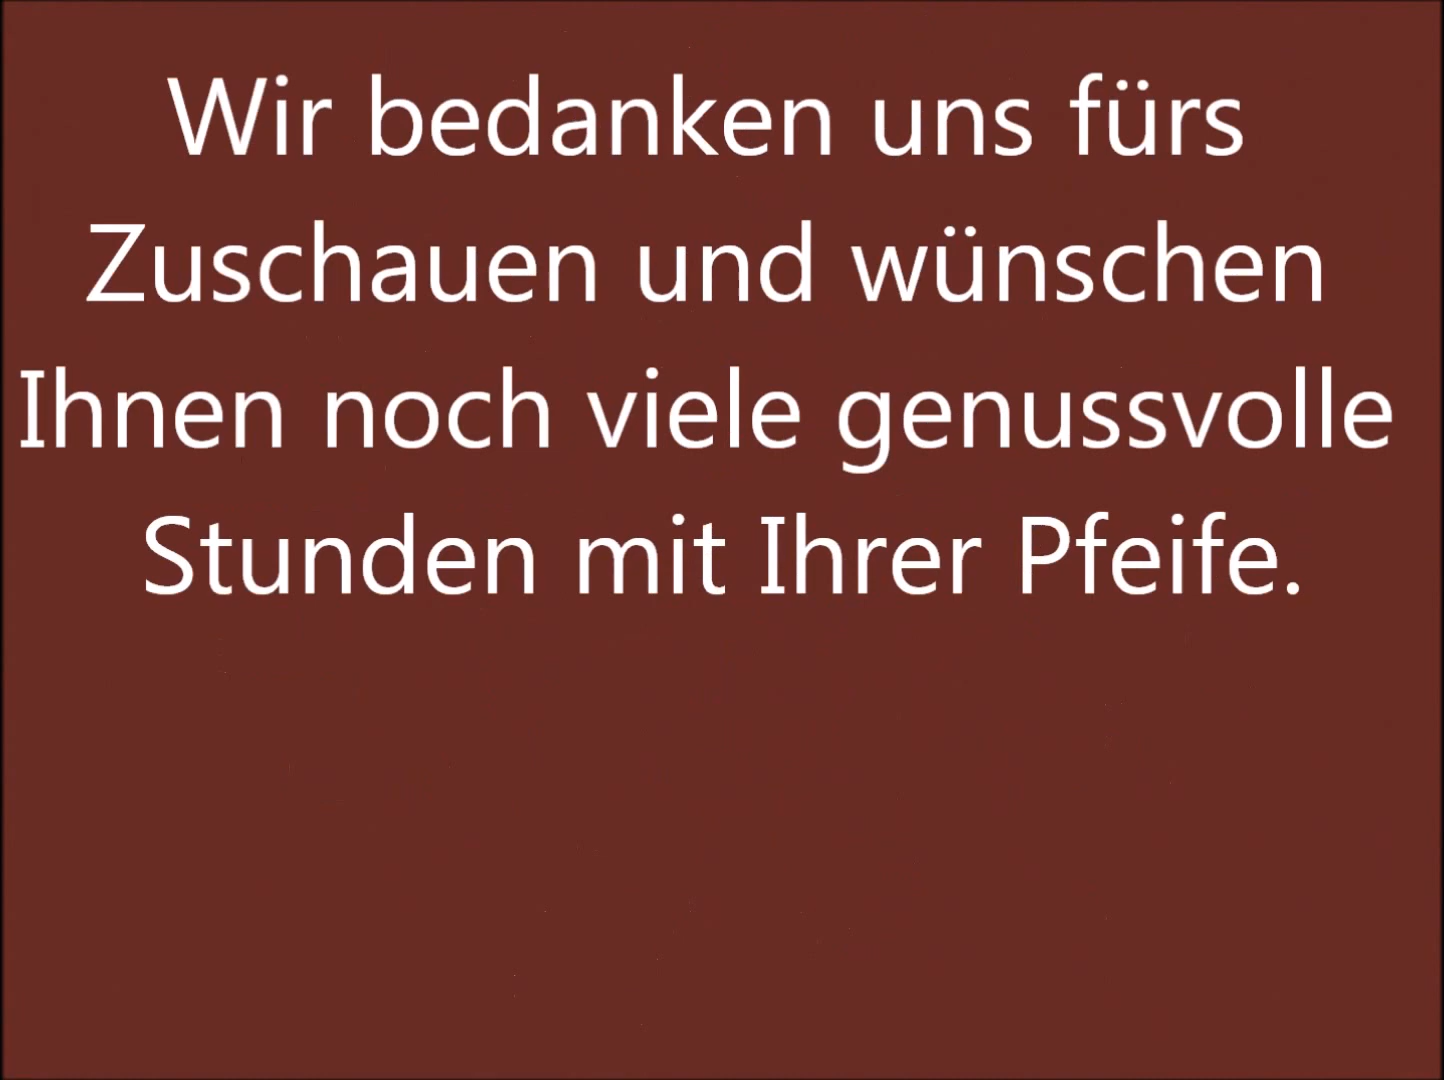 Wir bedanken uns fürs
Zuschauen und wünschen
Ihnen noch viele genussvolle
Stunden mit Ihrer Pfeife.